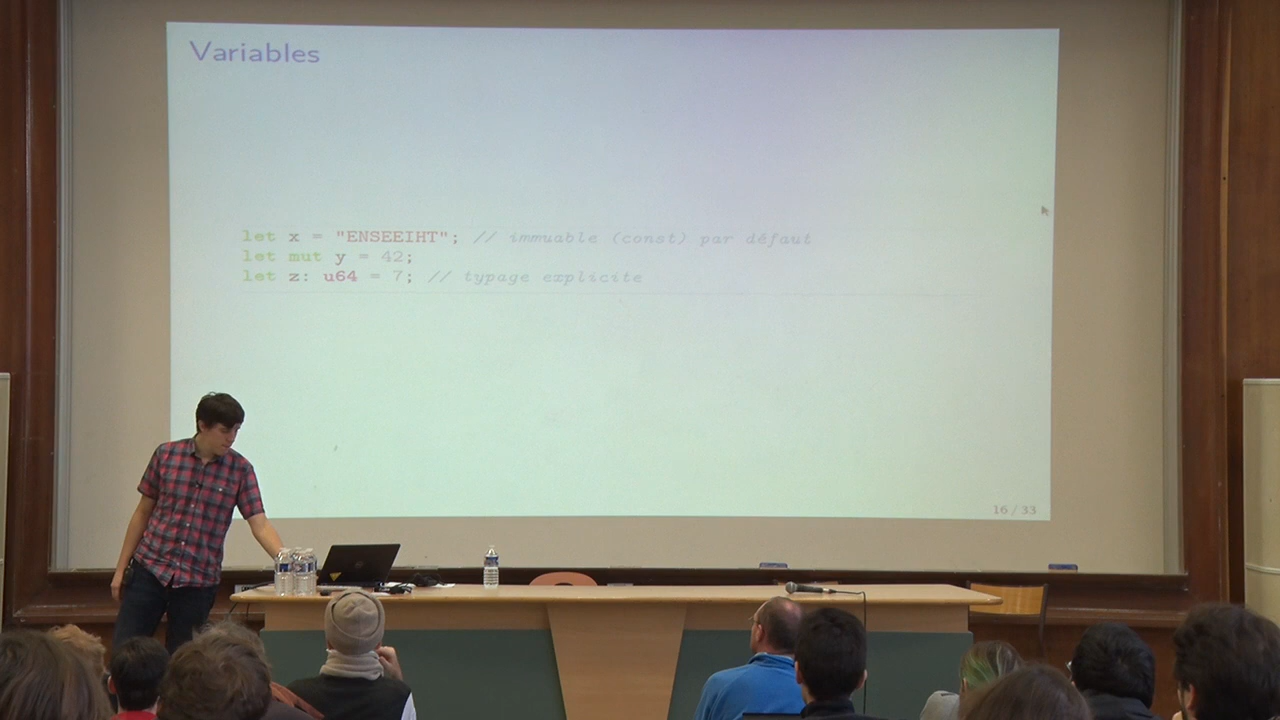 Variables
let x = "ENSEEIHT"; // immuable (const) par défaut
let mut y = 42;
let z: u64 = 7; // typage explicite
16 / 33